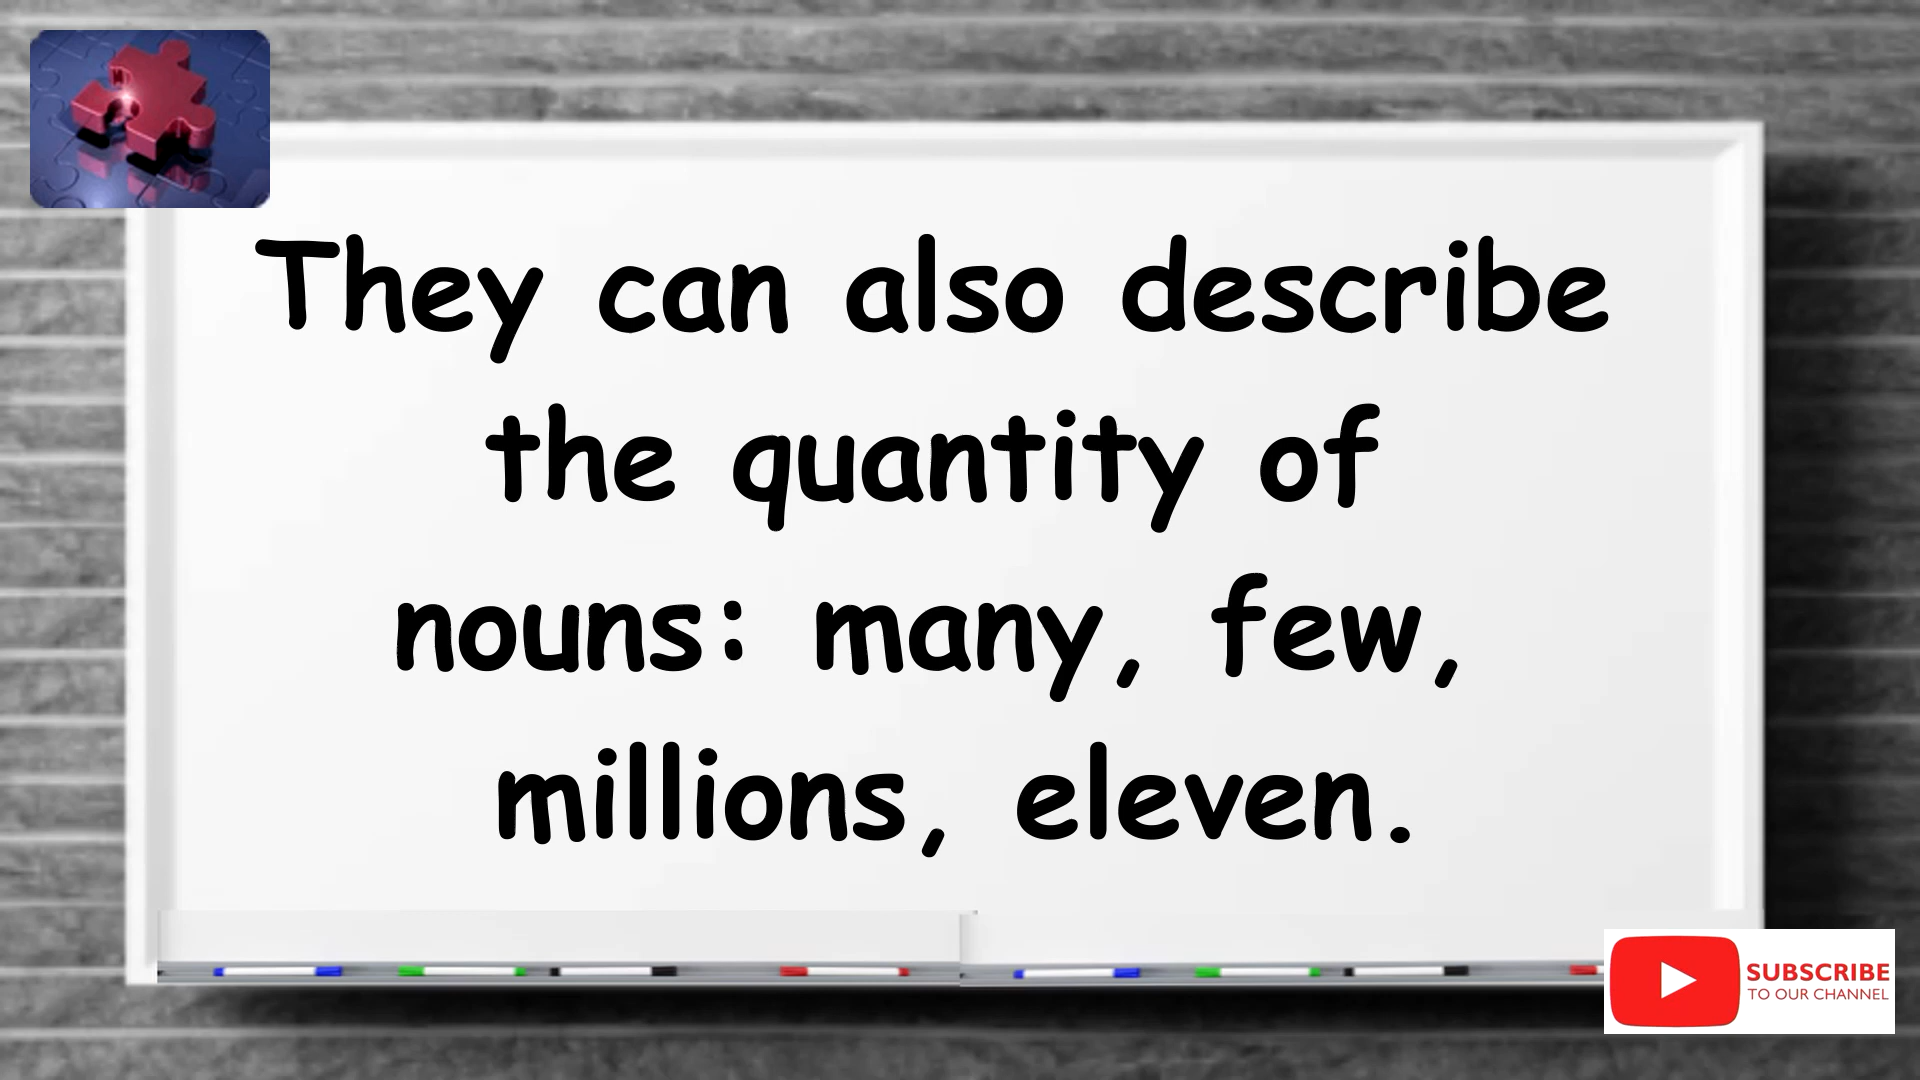 They can also describe
the quantity of
nouns: many, few,
millions, eleven.
SUBSCRIBE
TO OUR CHANNEL